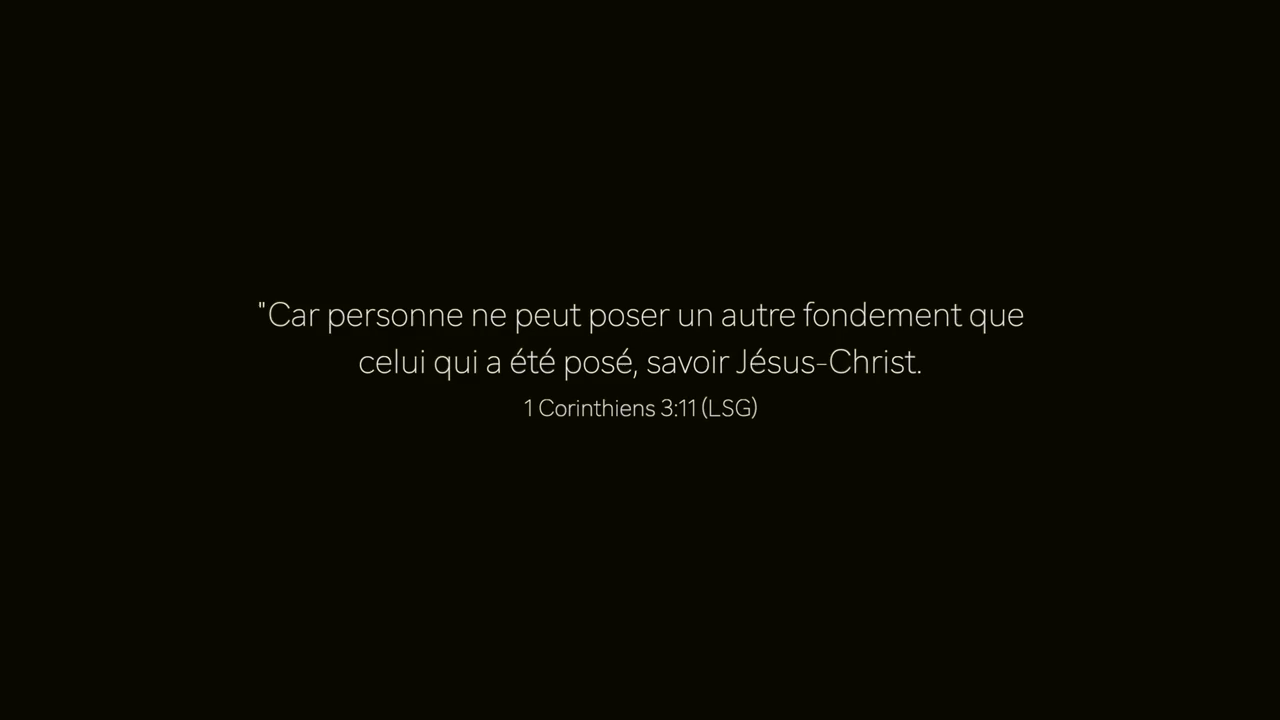 "Car personne ne peut poser un autre fondement que
celui qui a été posé, savoir Jésus-Christ.
1 Corinthiens 3:11 (LSG)